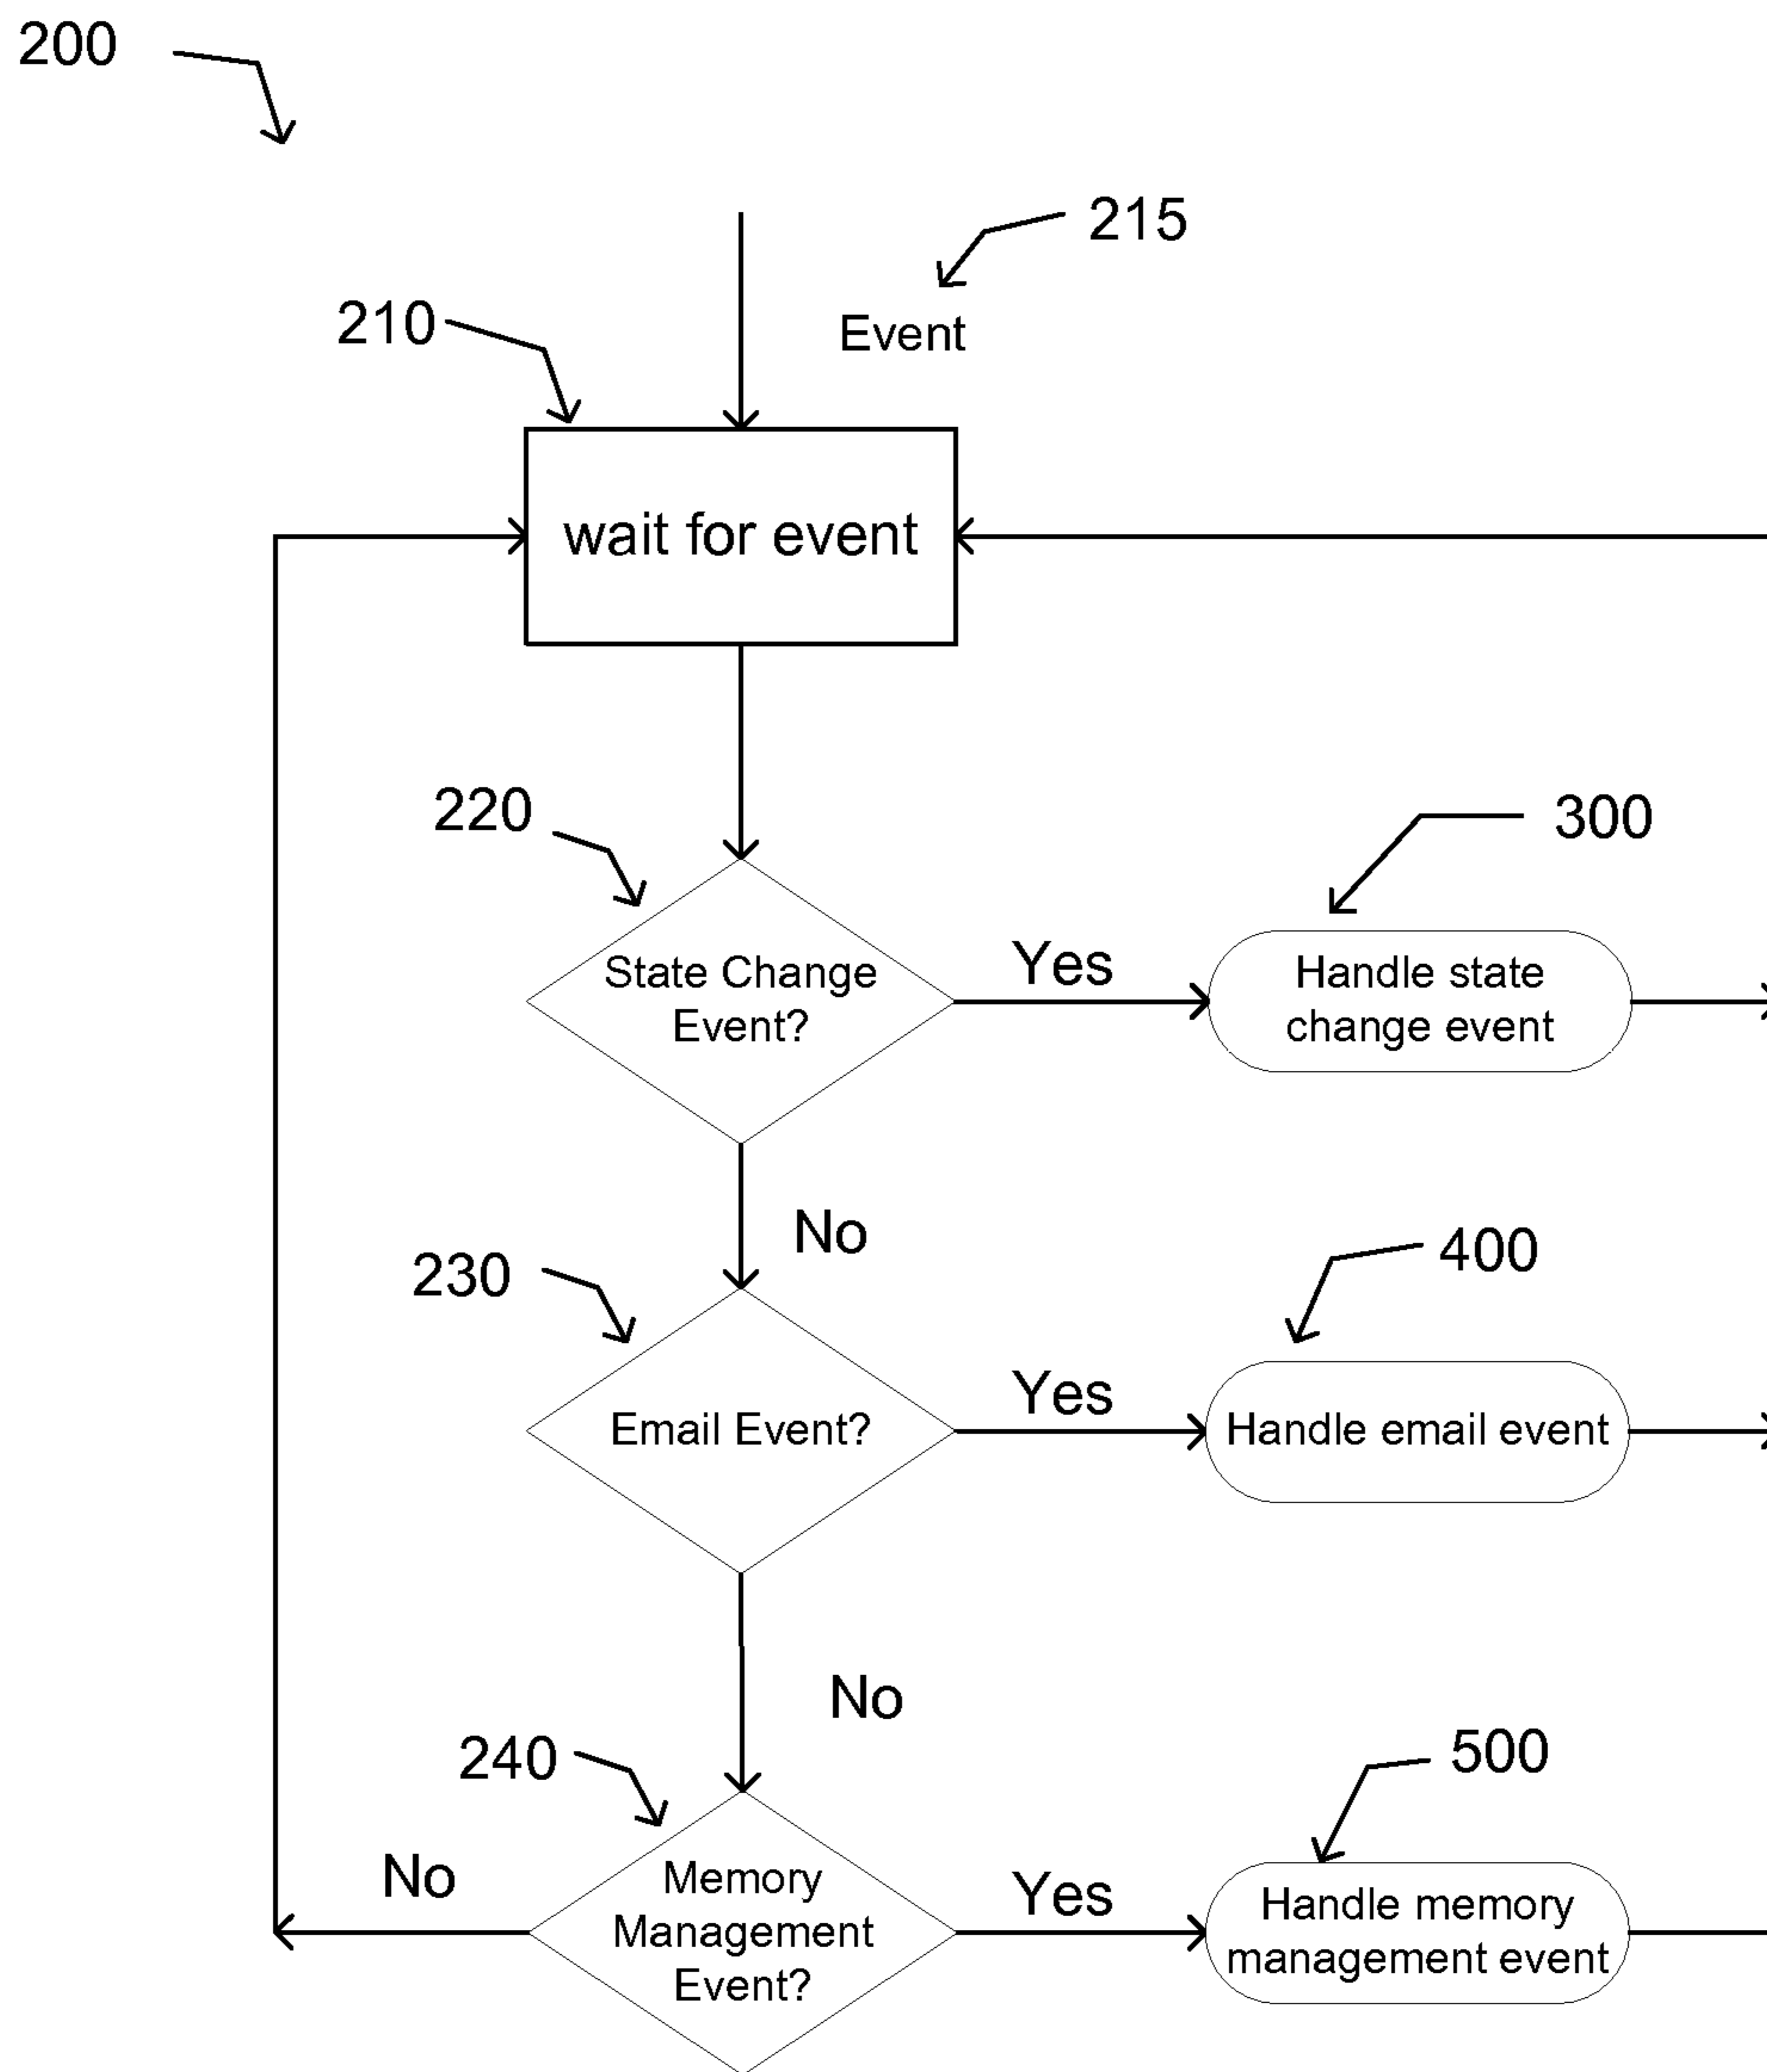 200
215
210
Event
wait for event
220
300
State Change
Event?
Yes
Handle state
change event
No
230
400
Email Event?
Yes
Handle email event
No
240
500
No
Memory
Management
Event?
Yes
Handle memory
management event